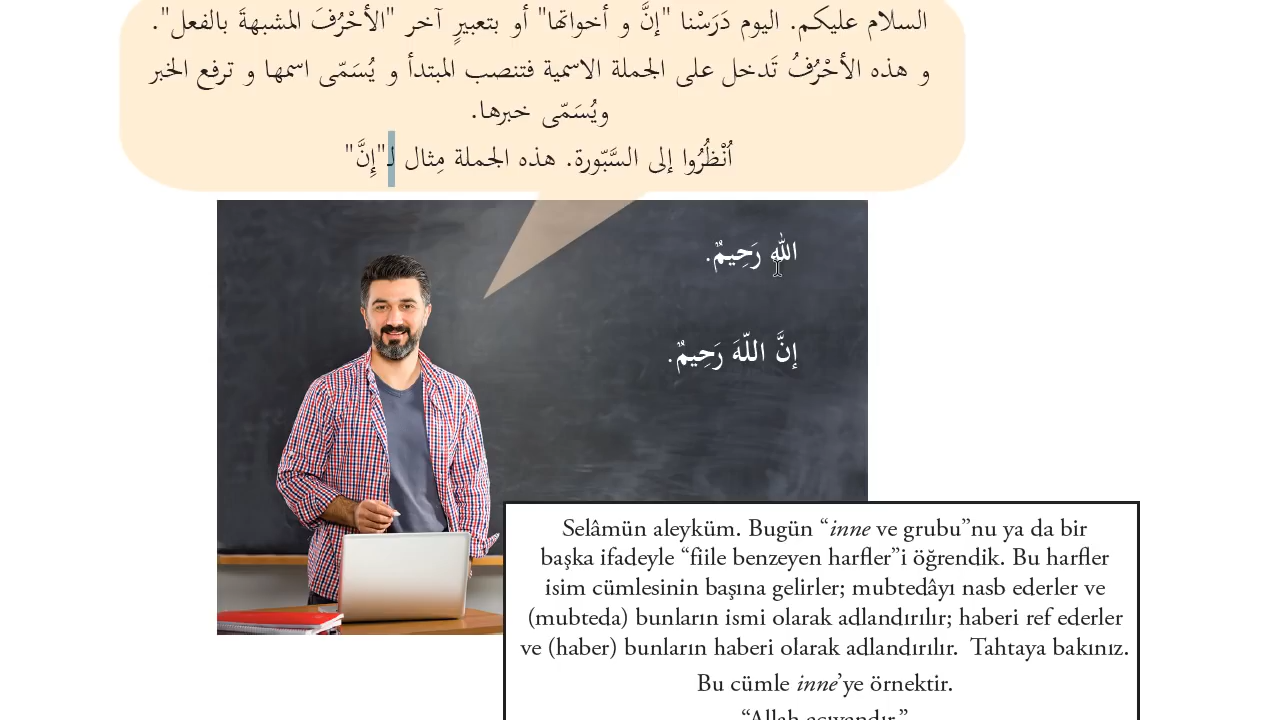 السلام عليكم. اليوم دَرَسْنا "إنَّ و أخواتها" أو بتعبيرٍ آخر "الأحْرُفَ المشبهةَ بالفعل".
و هذه الأحْرُفُ تَدخل على الجملة الاسمية فتنصب المبتدأ و يُسَمّى اسمها و ترفع الخبر
ويُسَمّى خبرها.
اُنْظُرُوا إلى السَّبّورة. هذه الجملة مِثال لـ"إِنَّ"
اللهُ رَحِيمٌ.
إنَّ اللّهَ رَحِيمٌ.
Selâmün aleyküm. Bugün “inne ve grubu”nu ya da bir
başka ifadeyle “fiile benzeyen harfler”i öğrendik. Bu harfler
isim cümlesinin başına gelirler; mubtedâyı nasb ederler ve
(mubteda) bunların ismi olarak adlandırılır; haberi ref ederler
ve (haber) bunların haberi olarak adlandırılır. Tahtaya bakınız.
Bu cümle inne’ye örnektir.
“Allah acıyandır.”